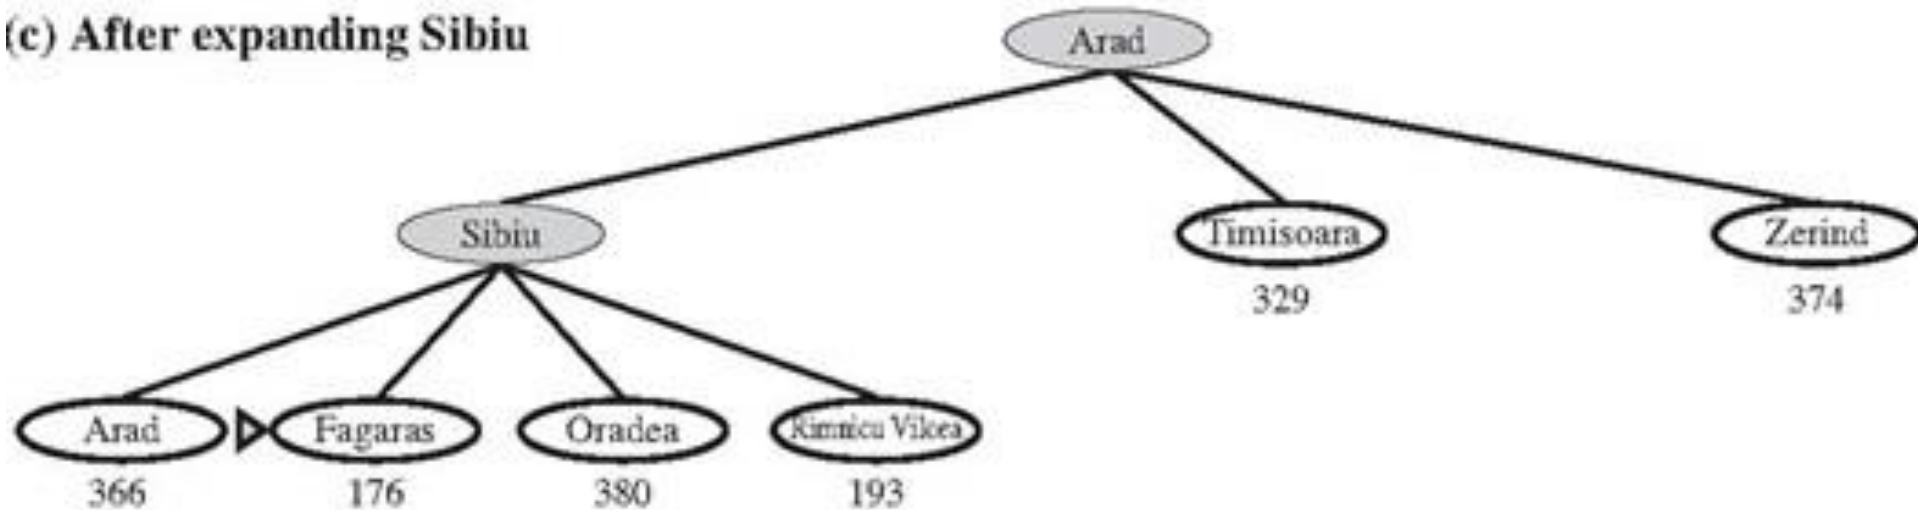 (c) After expanding Sibiu
Arad
Sibiu
Timisoara
Zerind
329
374
Arad
Fagaras
Oradea
Rimnicu Vilcea
366
176
380
193